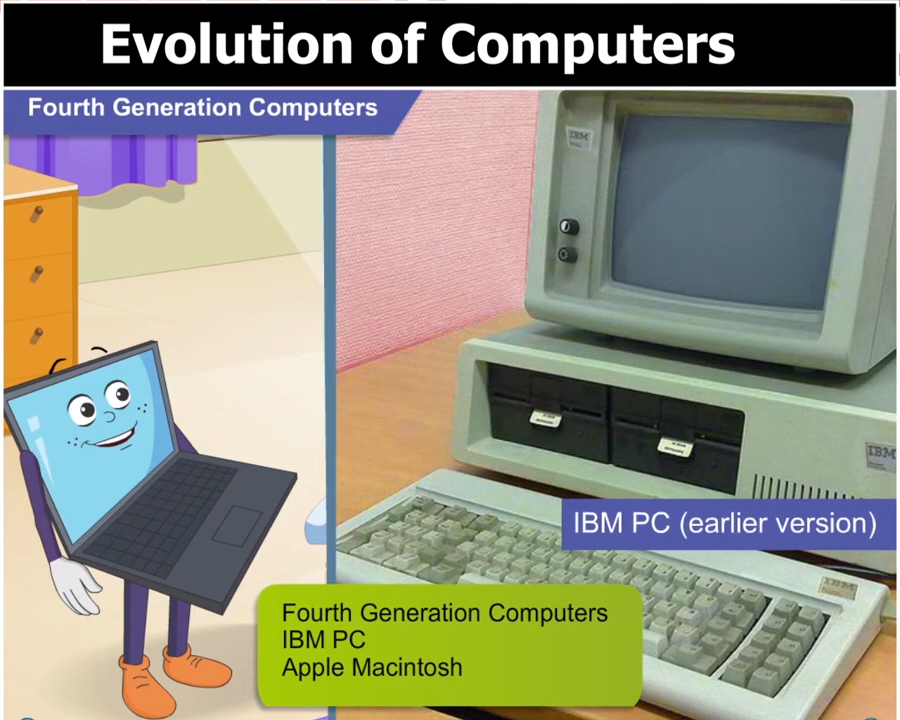 Evolution of Computers
Fourth Generation Computers
IBM
IBM
IBM PC (earlier version)
IBM
Fourth Generation Computers
IBM PC
Apple Macintosh